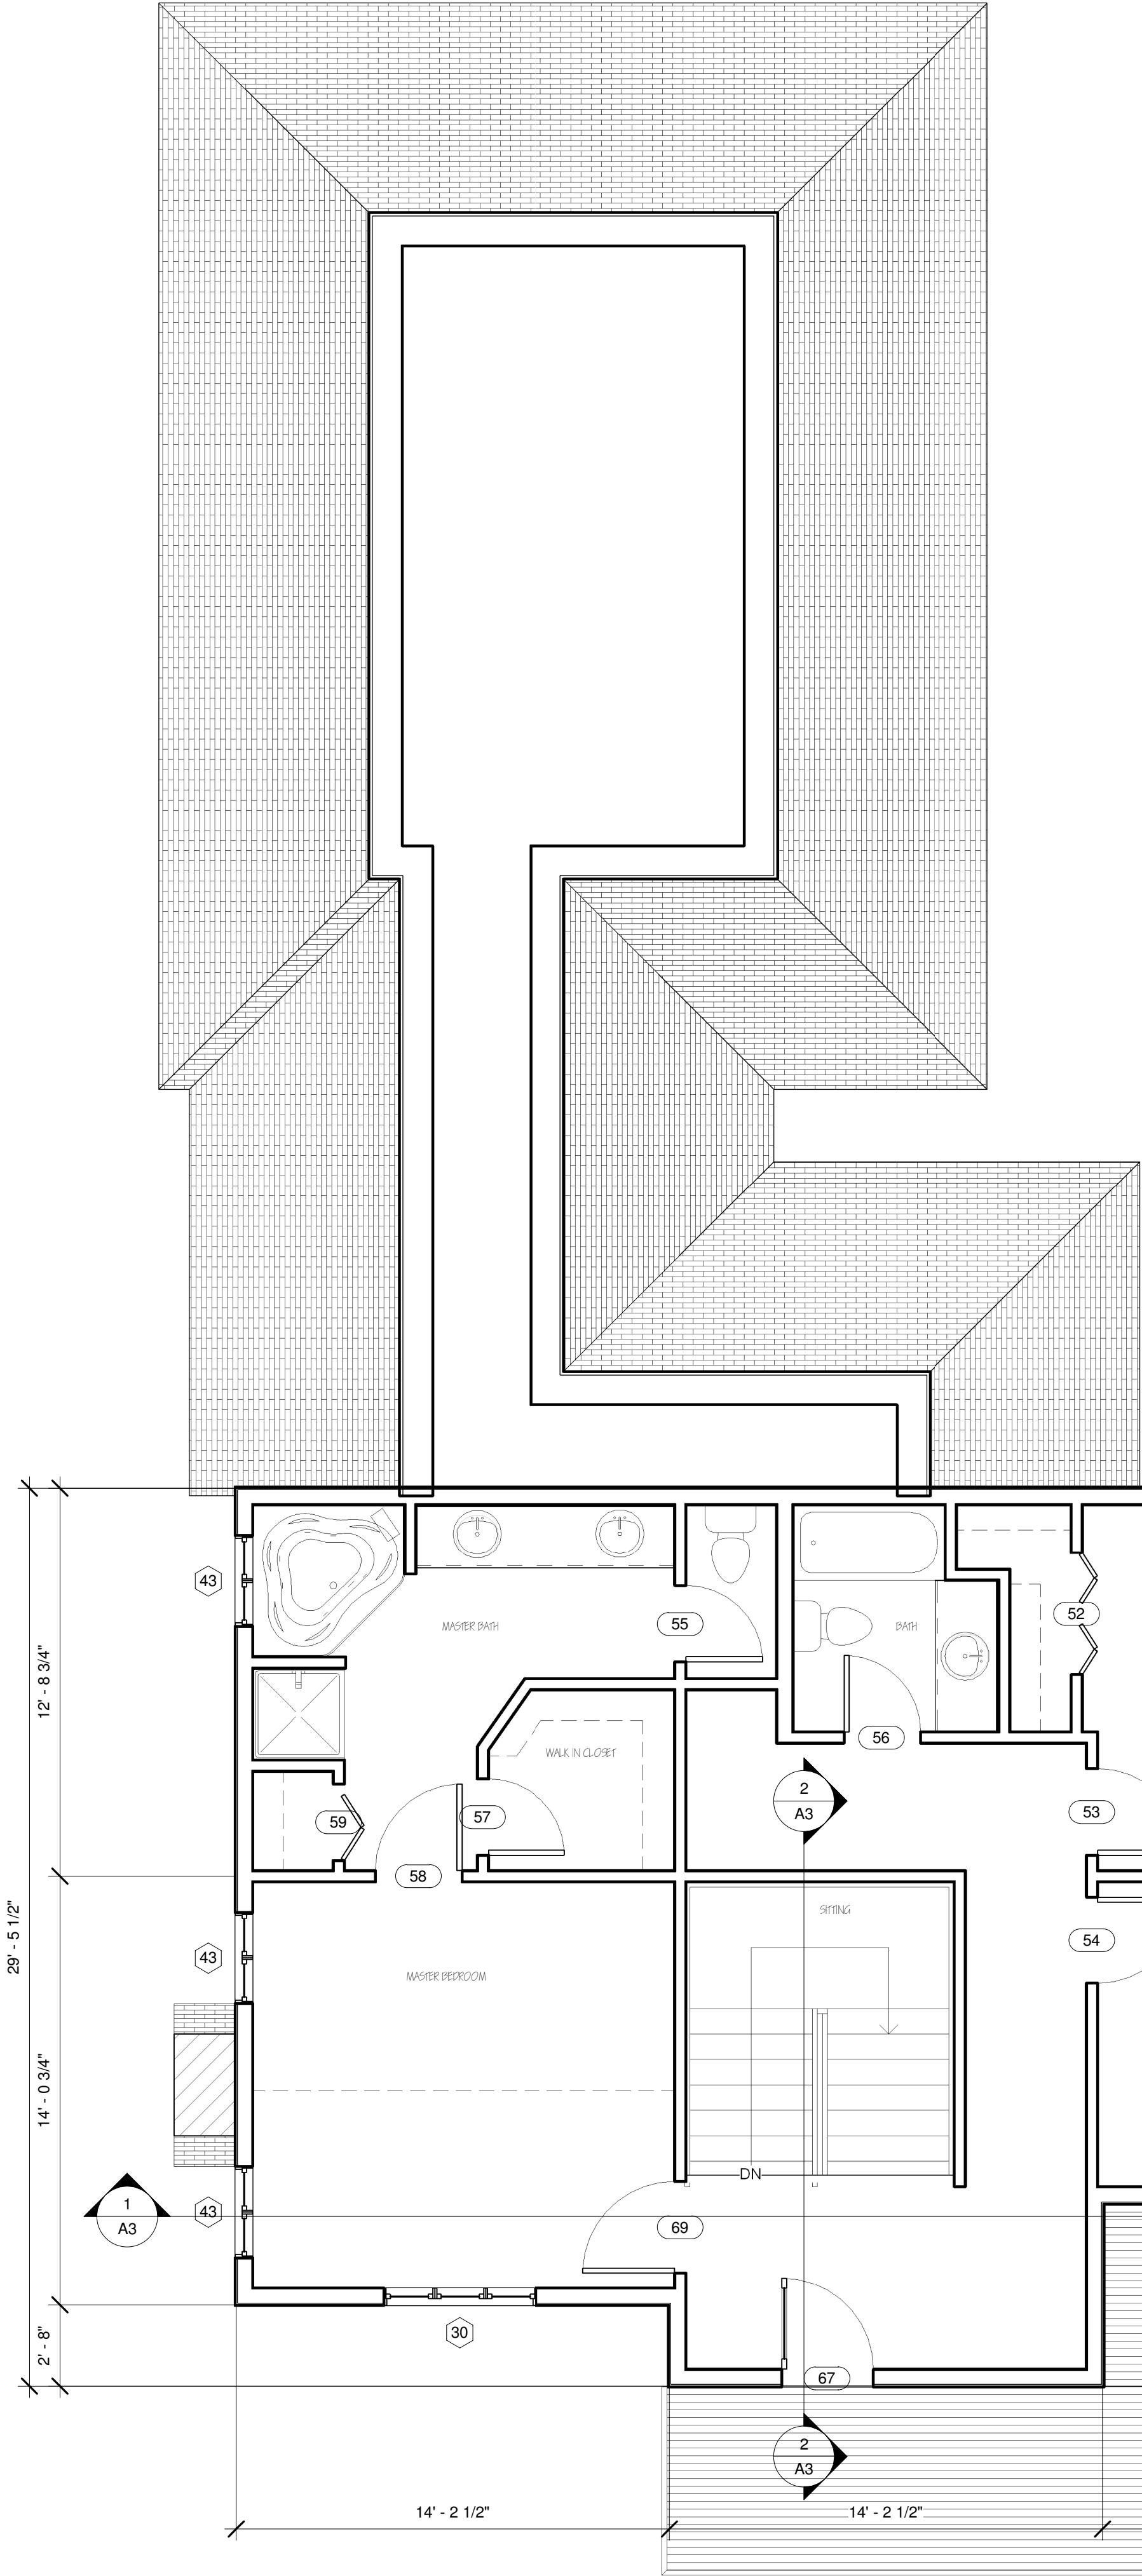 43
MASTER BATH
55
BATH
52
12' - 8 3/4"
56
WALK IN CLOSET
2
A3
53
59
57
58
SITTING
29' - 5 1/2"
54
43
MASTER BEDROOM
14' - 0 3/4"
DN
1
A3
43
69
30
2' - 8"
67
2
A3
14' - 2 1/2"
14' - 2 1/2"